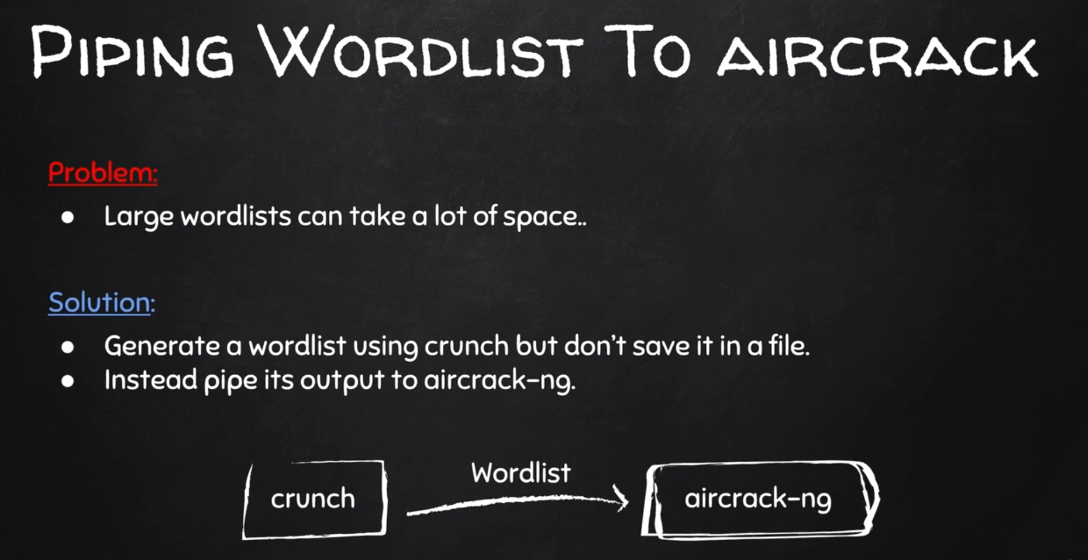 Piping Wordlist To aircrack
Problem:
● Large wordlists can take a lot of space..
Solution:
● Generate a wordlist using crunch but don't save it in a file.
● Instead pipe its output to aircrack-ng.
Wordlist
crunch
aircrack-ng